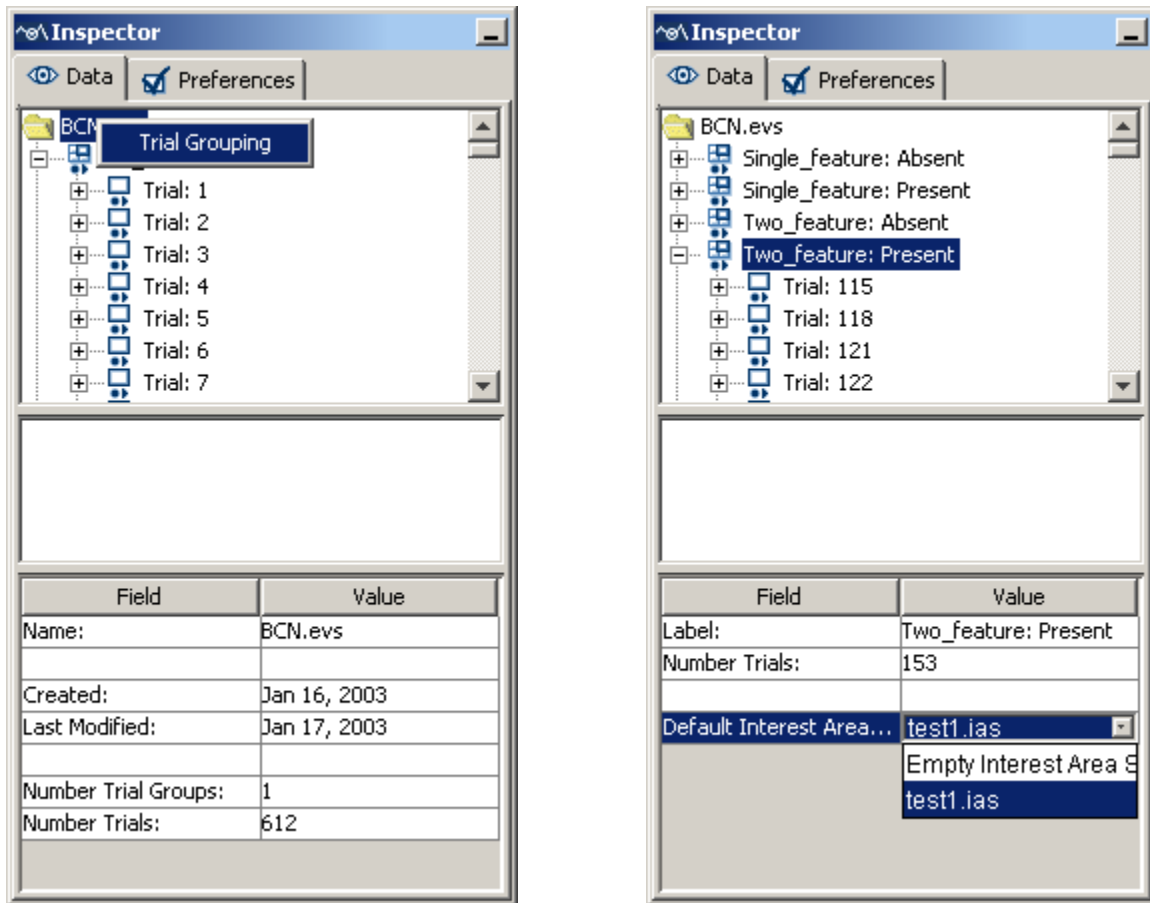 Inspector
Data Preferences
BCN
Trial Grouping
Trial: 1
Trial: 2
Trial: 3
Trial: 4
Trial: 5
Trial: 6
Trial: 7
Field Value
Name: BCN.evs
Created: Jan 16, 2003
Last Modified: Jan 17, 2003
Number Trial Groups: 1
Number Trials: 612
Inspector
Data Preferences
BCN.evs
Single_feature: Absent
Single_feature: Present
Two_feature: Absent
Two_feature: Present
Trial: 115
Trial: 118
Trial: 121
Trial: 122
Field Value
Label: Two_feature: Present
Number Trials: 153
Default Interest Area... test1.ias
Empty Interest Area S
test1.ias